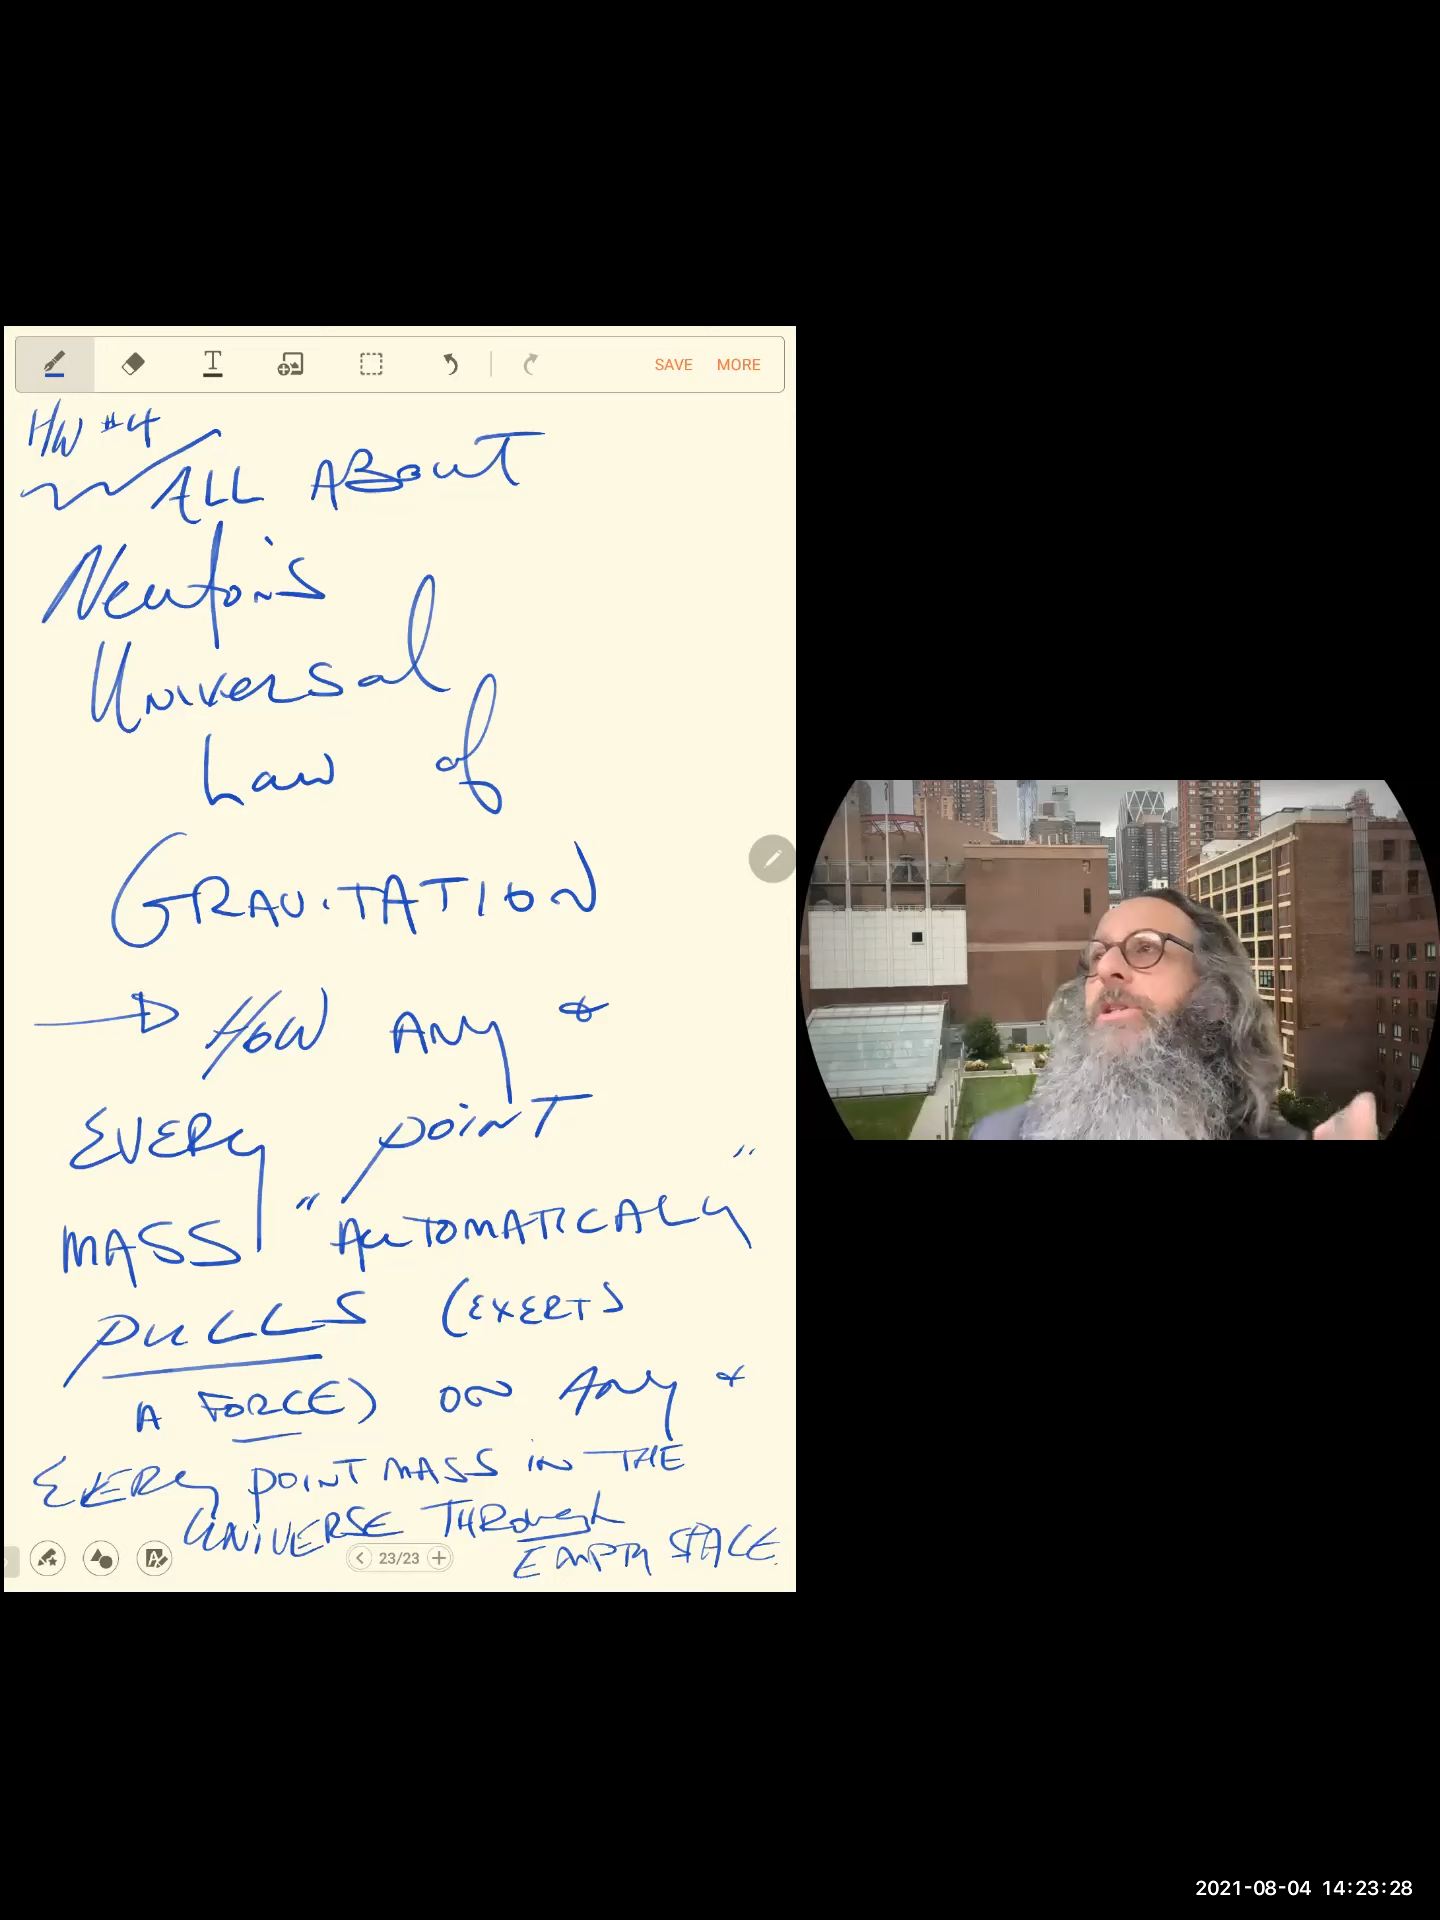 SAVE MORE
HW #4
ALL ABOUT
Newton's
Universal
Law of
GRAVITATION
→ HOW ANY &
EVERY POINT
MASS "AUTOMATICALY"
PULLS (EXERTS
A FORCE) ON ANY &
EVERY POINT MASS IN THE
UNIVERSE THROUGH
EMPTY SPACE.
23/23
2021-08-04 14:23:28